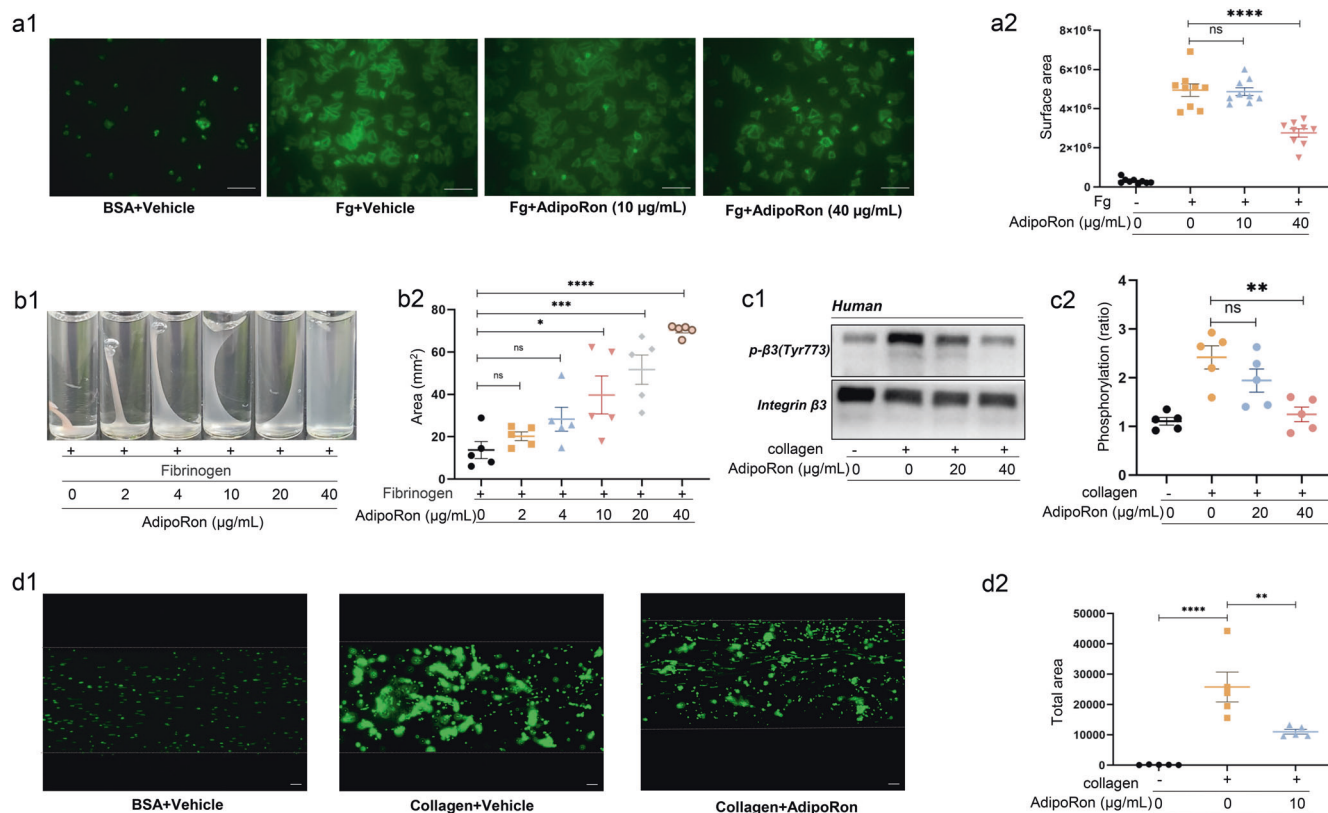 a1
BSA+Vehicle
Fg+Vehicle
Fg+AdipoRon (10 µg/mL)
Fg+AdipoRon (40 µg/mL)
a2
****
ns
8×10⁶
6×10⁶
4×10⁶
2×10⁶
0
Surface area
Fg - + + +
AdipoRon (µg/mL) 0 0 10 40
b1
+ + + + + +
Fibrinogen
0 2 4 10 20 40
AdipoRon (µg/mL)
b2
****
***
*
ns
ns
80
60
40
20
0
Area (mm²)
Fibrinogen + + + + + +
AdipoRon (µg/mL) 0 2 4 10 20 40
c1
Human
p-β3(Tyr773)
Integrin β3
collagen - + + +
AdipoRon (µg/mL) 0 0 20 40
c2
**
ns
4
3
2
1
0
Phosphorylation (ratio)
collagen - + + +
AdipoRon (µg/mL) 0 0 20 40
d1
BSA+Vehicle
Collagen+Vehicle
Collagen+AdipoRon
d2
**** **
50000
40000
30000
20000
10000
0
Total area
collagen - + +
AdipoRon (µg/mL) 0 0 10